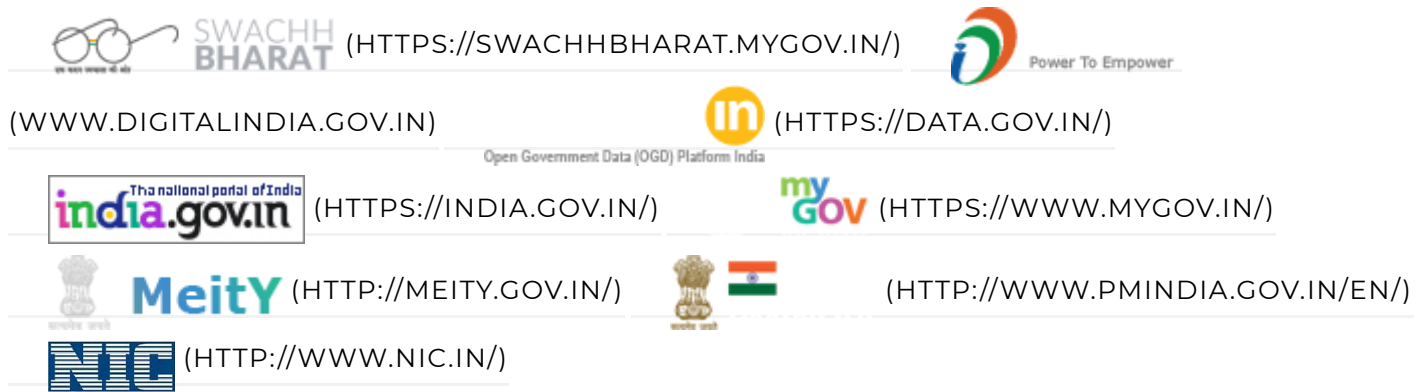 SWACHH
BHARAT (HTTPS://SWACHHBHARAT.MYGOV.IN/)
Power To Empower
(WWW.DIGITALINDIA.GOV.IN)
in (HTTPS://DATA.GOV.IN/)
Open Government Data (OGD) Platform India
The national portal of India
india.gov.in (HTTPS://INDIA.GOV.IN/)
my
GOV (HTTPS://WWW.MYGOV.IN/)
MeitY (HTTP://MEITY.GOV.IN/)
(HTTP://WWW.PMINDIA.GOV.IN/EN/)
NIC (HTTP://WWW.NIC.IN/)